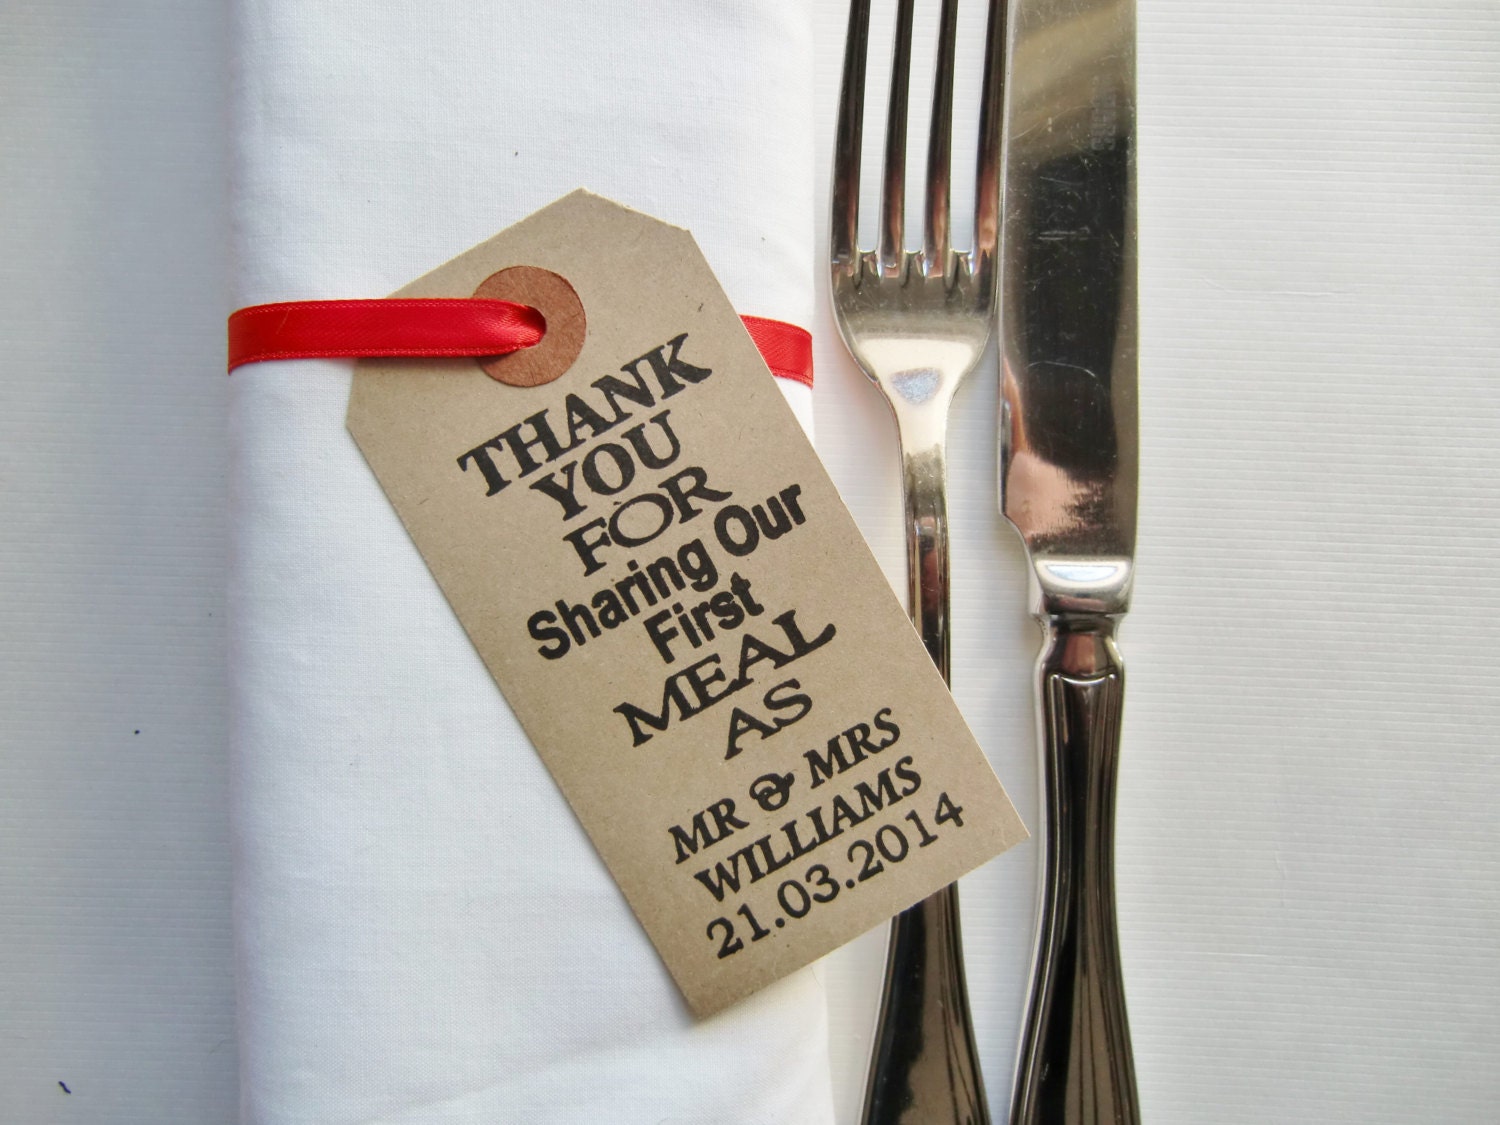 THANK
YOU
FOR
Sharing Our
First
MEAL
AS
MR & MRS
WILLIAMS
21.03.2014